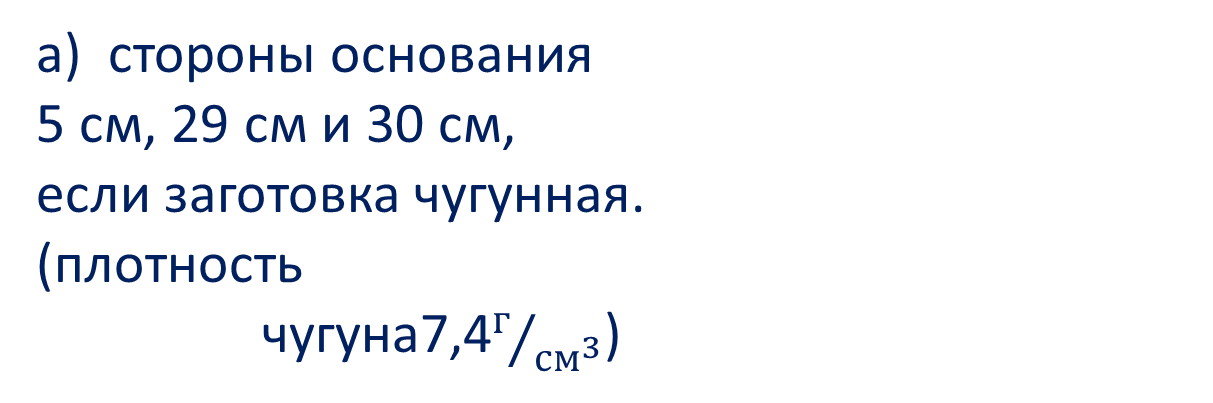 а)  стороны основания
5 см, 29 см и 30 см,
если заготовка чугунная.
(плотность
чугуна7,4г/см³)